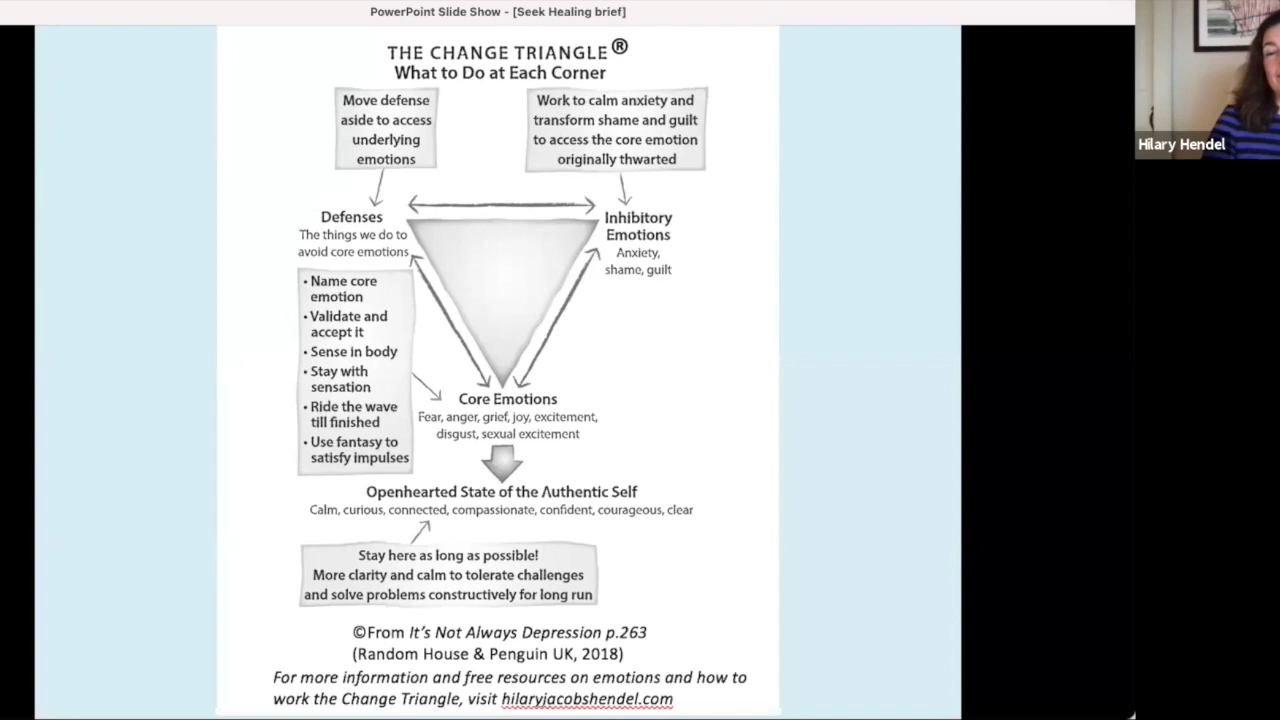 PowerPoint Slide Show - [Seek Healing brief]
THE CHANGE TRIANGLE®
What to Do at Each Corner
Move defense
aside to access
underlying
emotions
Work to calm anxiety and
transform shame and guilt
to access the core emotion
originally thwarted
Defenses
The things we do to
avoid core emotions
Inhibitory
Emotions
Anxiety,
shame, guilt
• Name core
emotion
• Validate and
accept it
• Sense in body
• Stay with
sensation
• Ride the wave
till finished
• Use fantasy to
satisfy impulses
Core Emotions
Fear, anger, grief, joy, excitement,
disgust, sexual excitement
Openhearted State of the Authentic Self
Calm, curious, connected, compassionate, confident, courageous, clear
Stay here as long as possible!
More clarity and calm to tolerate challenges
and solve problems constructively for long run
©From It's Not Always Depression p.263
(Random House & Penguin UK, 2018)
For more information and free resources on emotions and how to
work the Change Triangle, visit hilaryjacobshendel.com
Hilary Hendel